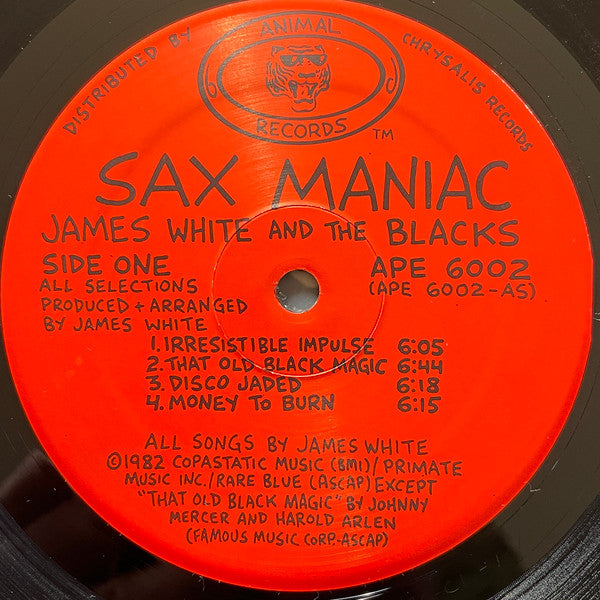 DISTRIBUTED BY
CHRYSALIS RECORDS
ANIMAL
RECORDS
TM
SAX MANIAC
JAMES WHITE AND THE BLACKS
SIDE ONE
APE 6002
ALL SELECTIONS
(APE 6002-AS)
PRODUCED + ARRANGED
BY JAMES WHITE
1. IRRESISTIBLE IMPULSE 6:05
2. THAT OLD BLACK MAGIC 6:44
3. DISCO JADED 6:18
4. MONEY TO BURN 6:15
ALL SONGS BY JAMES WHITE
©1982 COPASTATIC MUSIC (BMI)/PRIMATE
MUSIC INC./RARE BLUE (ASCAP) EXCEPT
"THAT OLD BLACK MAGIC" BY JOHNNY
MERCER AND HAROLD ARLEN
(FAMOUS MUSIC CORP.-ASCAP)